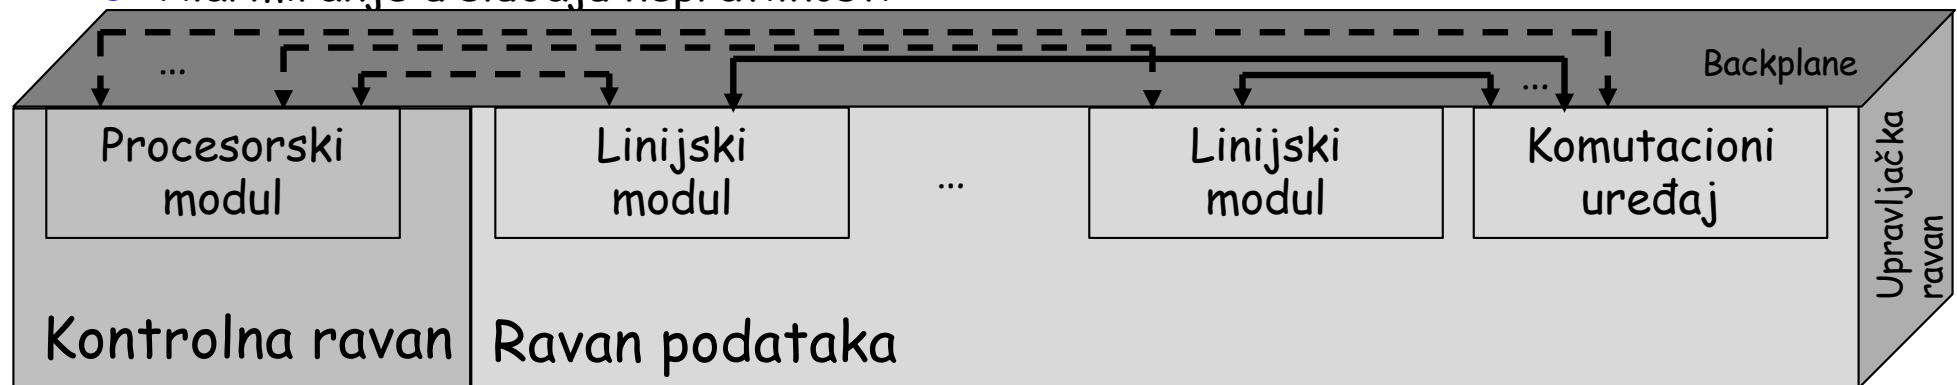 ...
...
Backplane
Procesorski
modul
Linijski
modul
...
Linijski
modul
Komutacioni
uređaj
Upravljačka
ravan
Kontrolna ravan
Ravan podataka